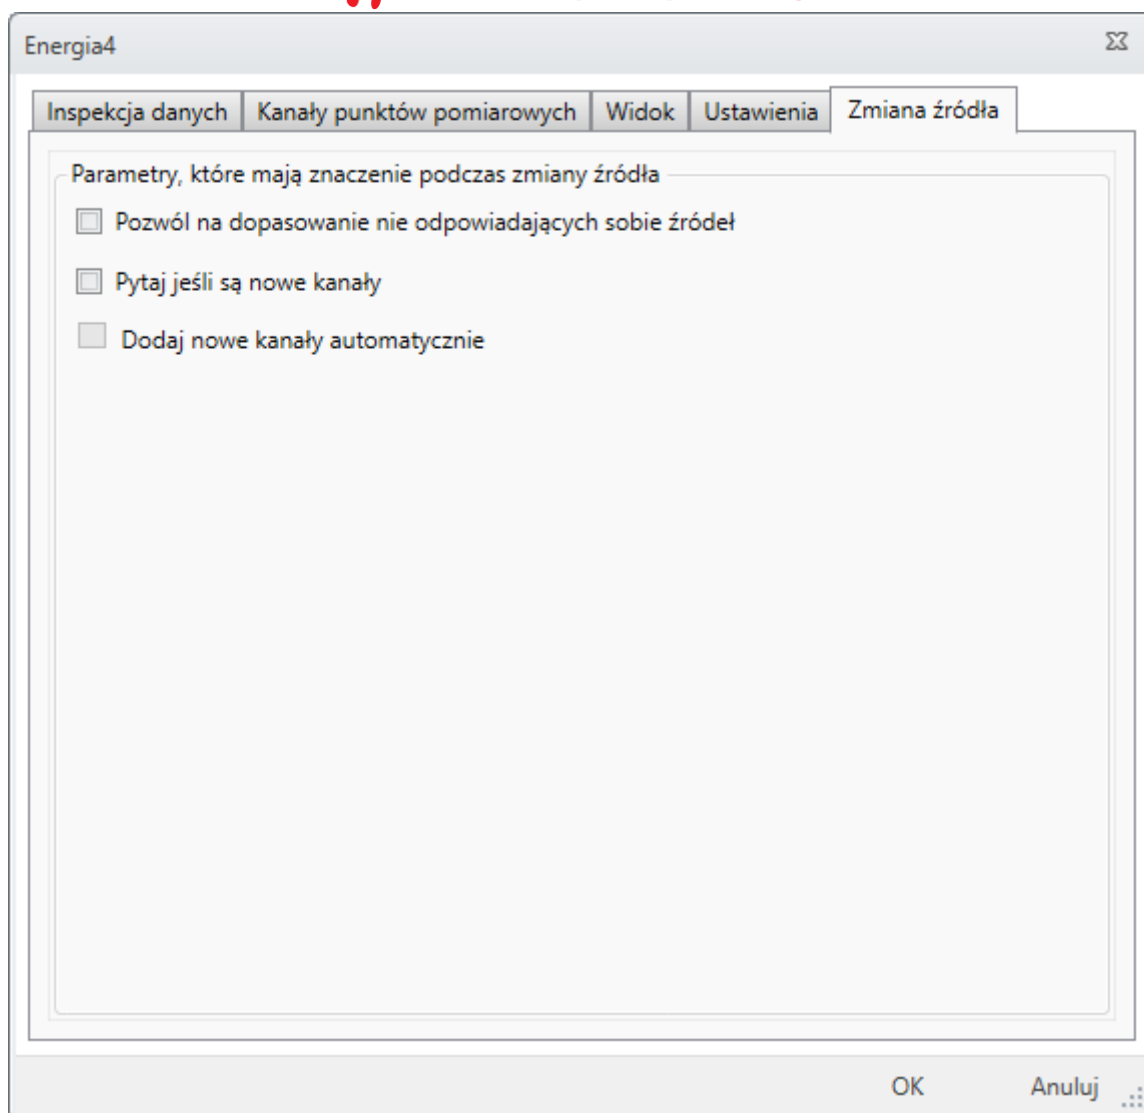 Energia4
Inspekcja danych Kanały punktów pomiarowych Widok Ustawienia Zmiana źródła
Parametry, które mają znaczenie podczas zmiany źródła
Pozwól na dopasowanie nie odpowiadających sobie źródeł
Pytaj jeśli są nowe kanały
Dodaj nowe kanały automatycznie
OK Anuluj